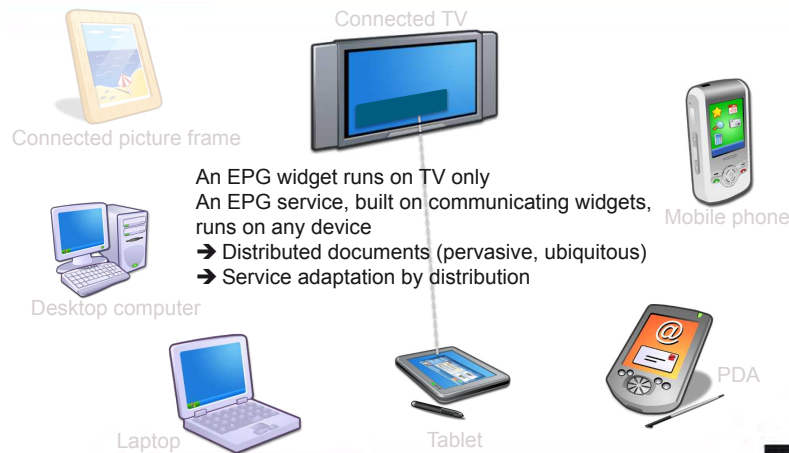 Connected TV
Connected picture frame
An EPG widget runs on TV only
An EPG service, built on communicating widgets,
runs on any device
➔ Distributed documents (pervasive, ubiquitous)
➔ Service adaptation by distribution
Mobile phone
Desktop computer
@
PDA
Laptop
Tablet